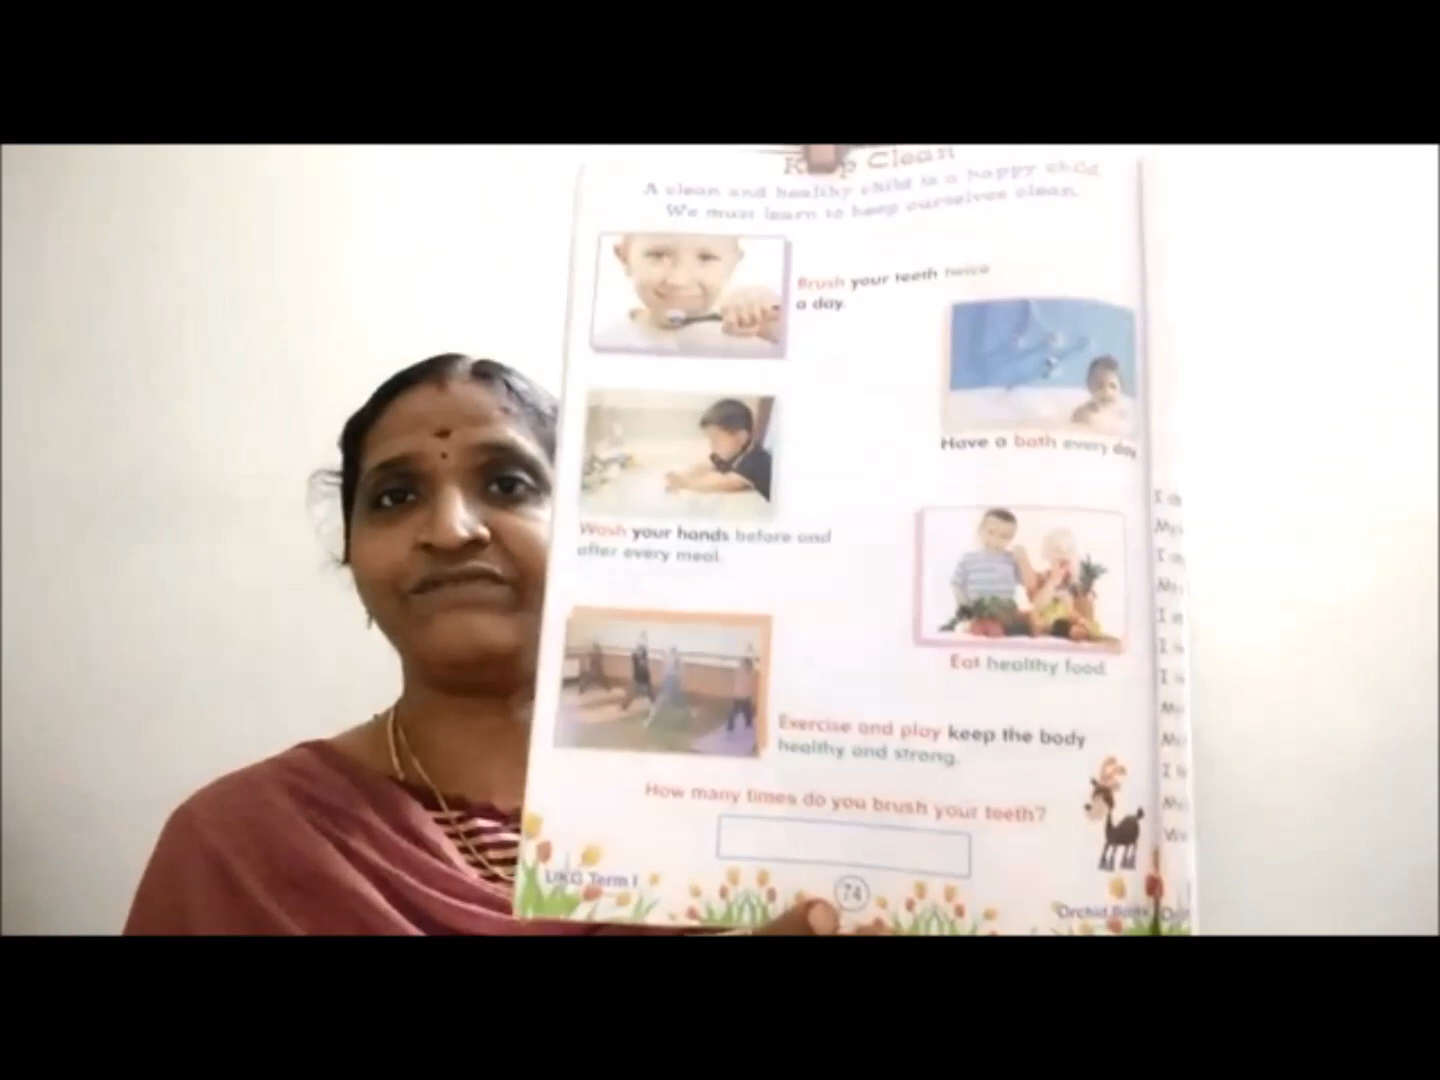 Keep Clean
A clean and healthy child is a happy child.
We must learn to keep ourselves clean.
Brush your teeth twice
a day.
Have a bath every day
Wash your hands before and
after every meal.
Eat healthy food.
Exercise and play keep the body
healthy and strong.
How many times do you brush your teeth?
UKG Term I
74
Orchid